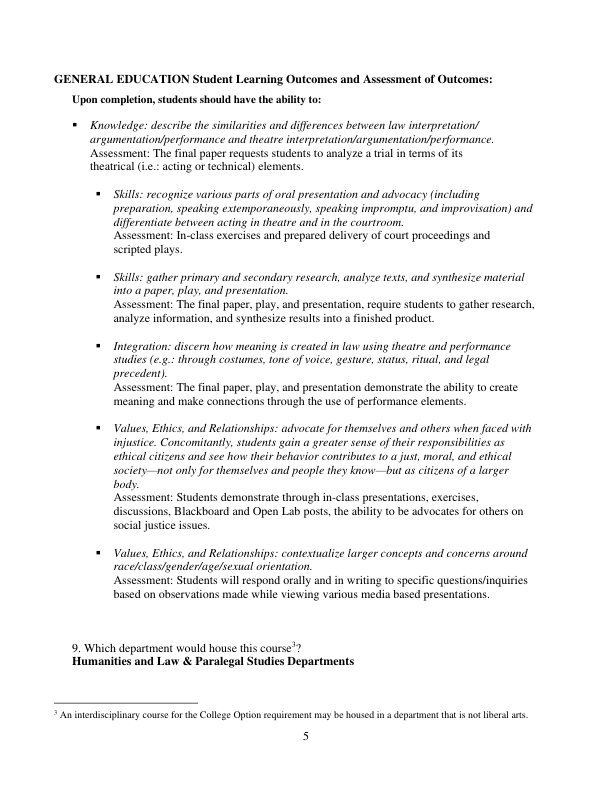 GENERAL EDUCATION Student Learning Outcomes and Assessment of Outcomes:
Upon completion, students should have the ability to:
▪ Knowledge: describe the similarities and differences between law interpretation/
argumentation/performance and theatre interpretation/argumentation/performance.
Assessment: The final paper requests students to analyze a trial in terms of its
theatrical (i.e.: acting or technical) elements.
▪ Skills: recognize various parts of oral presentation and advocacy (including
preparation, speaking extemporaneously, speaking impromptu, and improvisation) and
differentiate between acting in theatre and in the courtroom.
Assessment: In-class exercises and prepared delivery of court proceedings and
scripted plays.
▪ Skills: gather primary and secondary research, analyze texts, and synthesize material
into a paper, play, and presentation.
Assessment: The final paper, play, and presentation, require students to gather research,
analyze information, and synthesize results into a finished product.
▪ Integration: discern how meaning is created in law using theatre and performance
studies (e.g.: through costumes, tone of voice, gesture, status, ritual, and legal
precedent).
Assessment: The final paper, play, and presentation demonstrate the ability to create
meaning and make connections through the use of performance elements.
▪ Values, Ethics, and Relationships: advocate for themselves and others when faced with
injustice. Concomitantly, students gain a greater sense of their responsibilities as
ethical citizens and see how their behavior contributes to a just, moral, and ethical
society—not only for themselves and people they know—but as citizens of a larger
body.
Assessment: Students demonstrate through in-class presentations, exercises,
discussions, Blackboard and Open Lab posts, the ability to be advocates for others on
social justice issues.
▪ Values, Ethics, and Relationships: contextualize larger concepts and concerns around
race/class/gender/age/sexual orientation.
Assessment: Students will respond orally and in writing to specific questions/inquiries
based on observations made while viewing various media based presentations.
9. Which department would house this course3?
Humanities and Law & Paralegal Studies Departments
3 An interdisciplinary course for the College Option requirement may be housed in a department that is not liberal arts.
5